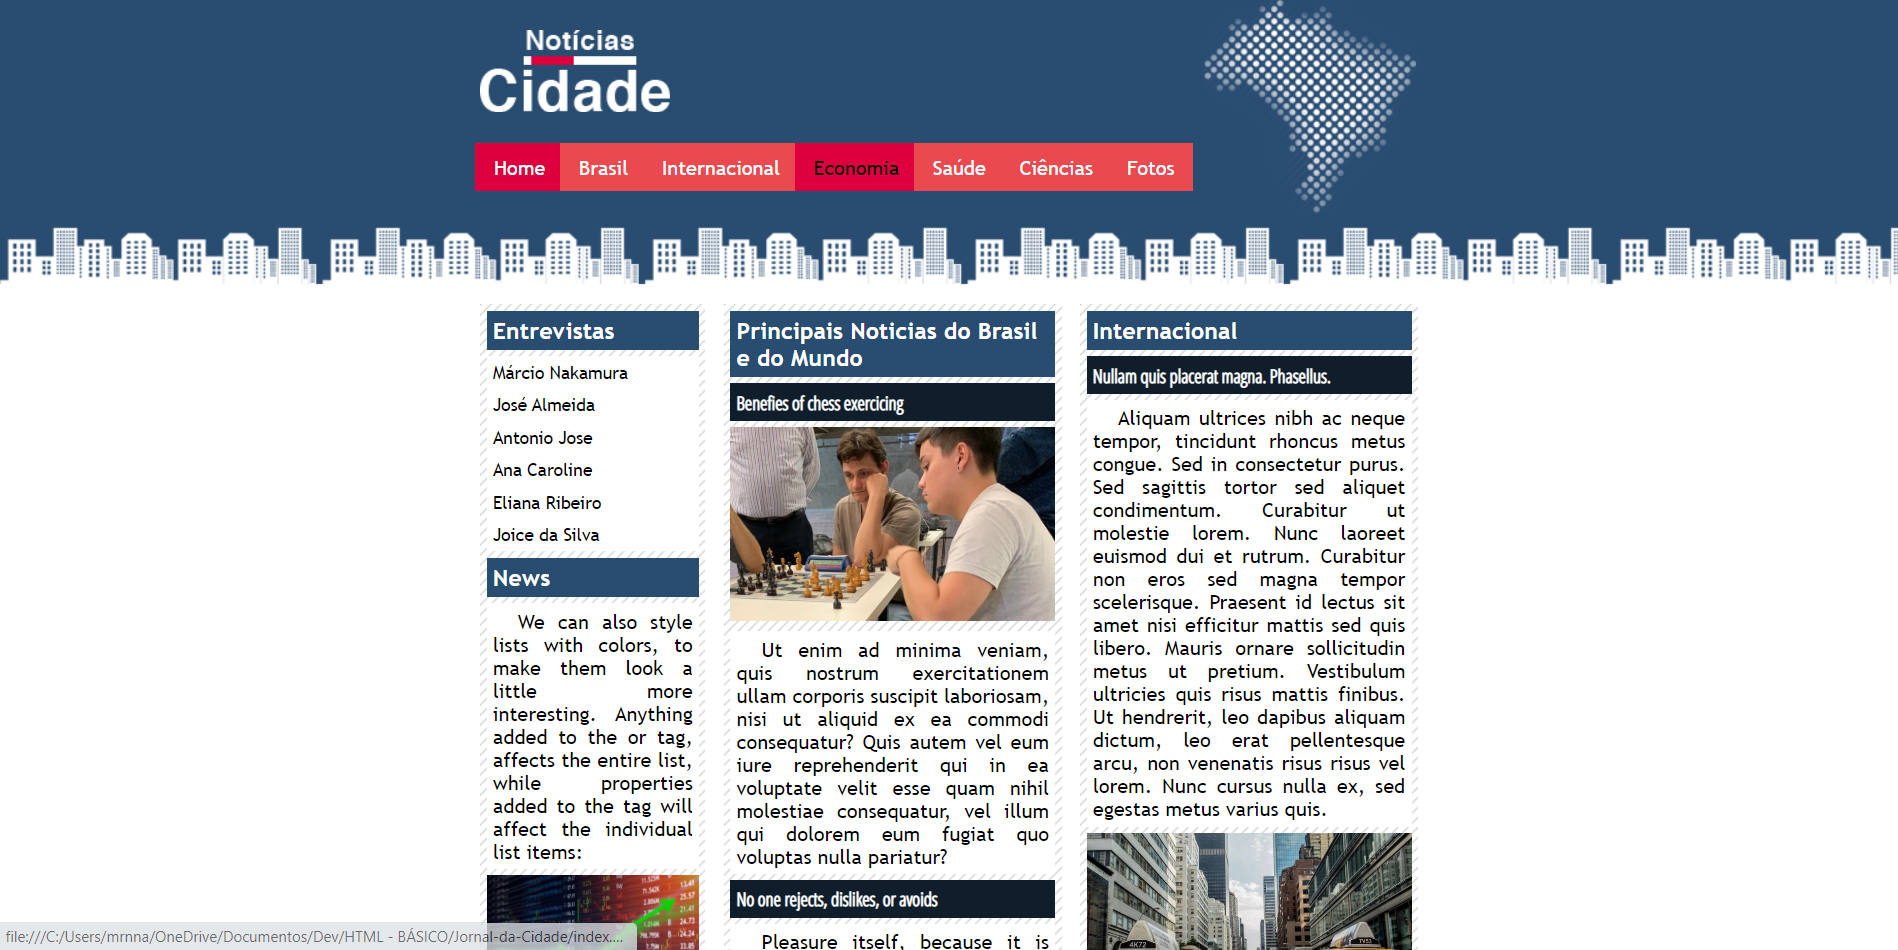 Notícias
Cidade
Home Brasil Internacional Economia Saúde Ciências Fotos
Entrevistas
Márcio Nakamura
José Almeida
Antonio Jose
Ana Caroline
Eliana Ribeiro
Joice da Silva
News
We can also style
lists with colors, to
make them look a
little more
interesting. Anything
added to the or tag,
affects the entire list,
while properties
added to the tag will
affect the individual
list items:
13.41
25.57
21.41
24.73
33.85
Principais Noticias do Brasil
e do Mundo
Benefies of chess exercicing
Ut enim ad minima veniam,
quis nostrum exercitationem
ullam corporis suscipit laboriosam,
nisi ut aliquid ex ea commodi
consequatur? Quis autem vel eum
iure reprehenderit qui in ea
voluptate velit esse quam nihil
molestiae consequatur, vel illum
qui dolorem eum fugiat quo
voluptas nulla pariatur?
No one rejects, dislikes, or avoids
Pleasure itself, because it is
Internacional
Nullam quis placerat magna. Phasellus.
Aliquam ultrices nibh ac neque
tempor, tincidunt rhoncus metus
congue. Sed in consectetur purus.
Sed sagittis tortor sed aliquet
condimentum. Curabitur ut
molestie lorem. Nunc laoreet
euismod dui et rutrum. Curabitur
non eros sed magna tempor
scelerisque. Praesent id lectus sit
amet nisi efficitur mattis sed quis
libero. Mauris ornare sollicitudin
metus ut pretium. Vestibulum
ultricies quis risus mattis finibus.
Ut hendrerit, leo dapibus aliquam
dictum, leo erat pellentesque
arcu, non venenatis risus risus vel
lorem. Nunc cursus nulla ex, sed
egestas metus varius quis.
4K72
TV53
file:///C:/Users/mrnna/OneDrive/Documentos/Dev/HTML - BÁSICO/Jornal-da-Cidade/index....